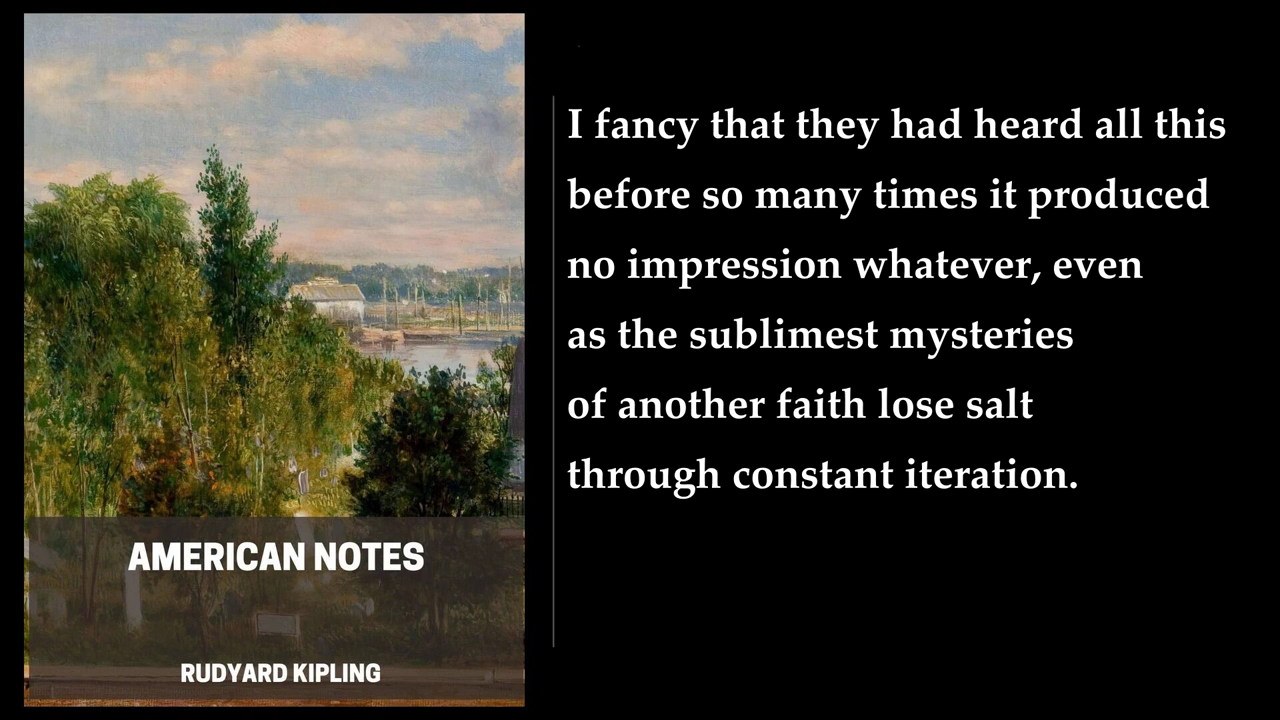 I fancy that they had heard all this
before so many times it produced
no impression whatever, even
as the sublimest mysteries
of another faith lose salt
through constant iteration.
AMERICAN NOTES
RUDYARD KIPLING